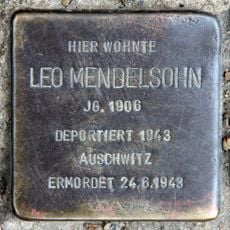 HIER WOHNTE
LEO MENDELSOHN
JG. 1906
DEPORTIERT 1943
AUSCHWITZ
ERMORDET 24.6.1943